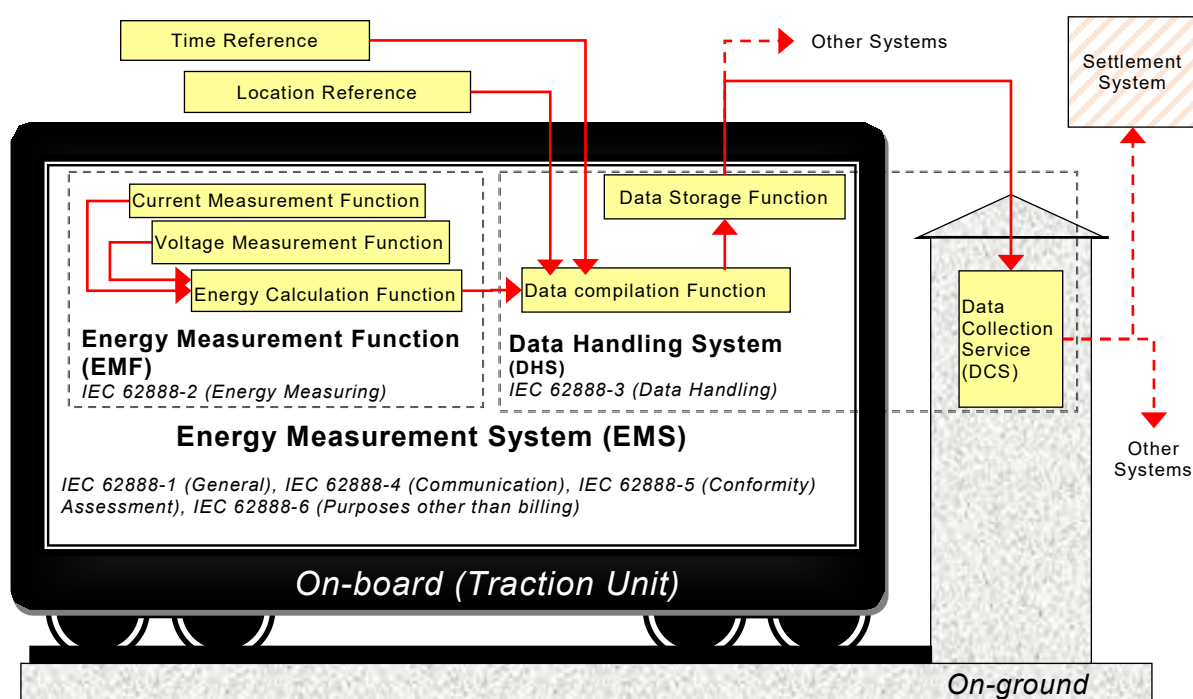 Time Reference
Location Reference
Other Systems
Settlement
System
Current Measurement Function
Voltage Measurement Function
Energy Calculation Function
Energy Measurement Function
(EMF)
IEC 62888-2 (Energy Measuring)
Data Storage Function
Data compilation Function
Data Handling System
(DHS)
IEC 62888-3 (Data Handling)
Data
Collection
Service
(DCS)
Other
Systems
Energy Measurement System (EMS)
IEC 62888-1 (General), IEC 62888-4 (Communication), IEC 62888-5 (Conformity)
Assessment), IEC 62888-6 (Purposes other than billing)
On-board (Traction Unit)
On-ground